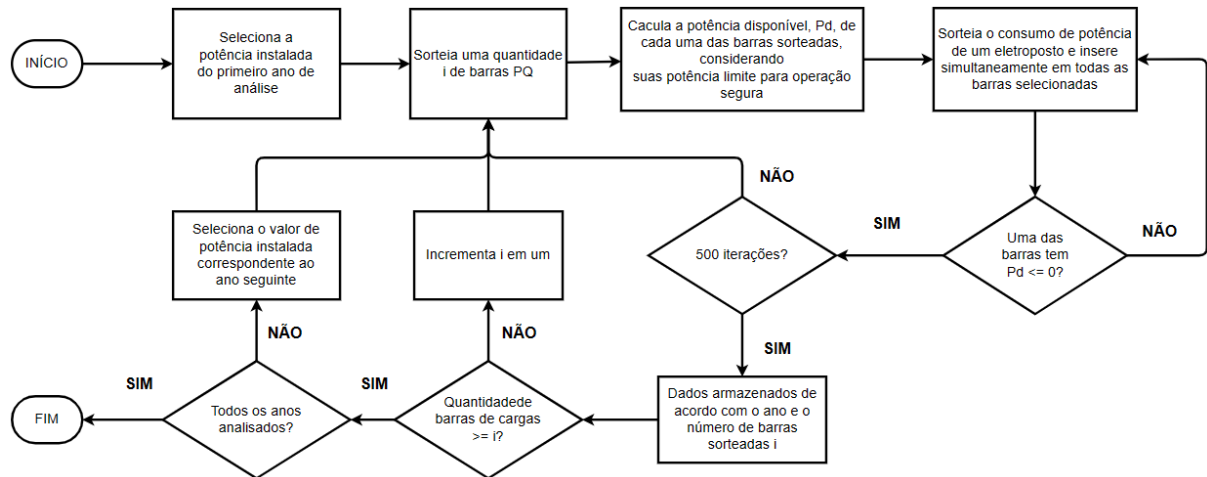 INÍCIO
Seleciona a
potência instalada
do primeiro ano de
análise
Sorteia uma quantidade
i de barras PQ
Cacula a potência disponível, Pd, de
cada uma das barras sorteadas,
considerando
suas potência limite para operação
segura
Sorteia o consumo de potência
de um eletroposto e insere
simultaneamente em todas as
barras selecionadas
Uma das
barras tem
Pd <= 0?
NÃO
SIM
500 iterações?
NÃO
SIM
Dados armazenados de
acordo com o ano e o
número de barras
sorteadas i
Quantidadede
barras de cargas
>= i?
NÃO
Incrementa i em um
SIM
Todos os anos
analisados?
NÃO
Seleciona o valor de
potência instalada
correspondente ao
ano seguinte
SIM
FIM